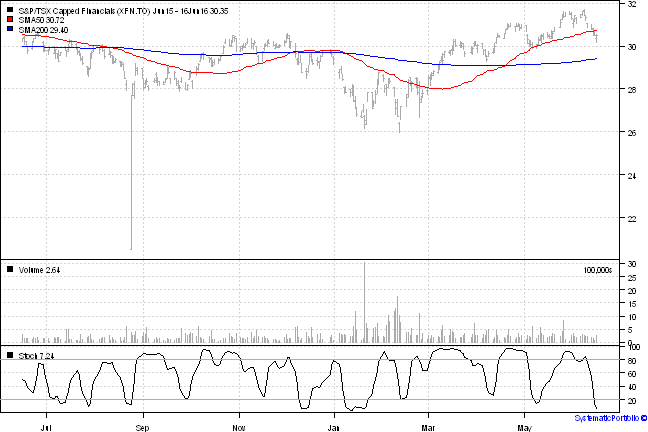 S&P/TSX Capped Financials (XFN.TO) Jun15 - 16Jun16 30.35
SMA50 30.72
SMA200 29.40
32
30
28
26
24
22
Volume 2.64
100,000s
30
25
20
15
10
5
0
Stoch 7.24
100
80
60
40
20
Jul
Sep
Nov
Jan
Mar
May
SystematicPortfolio ©